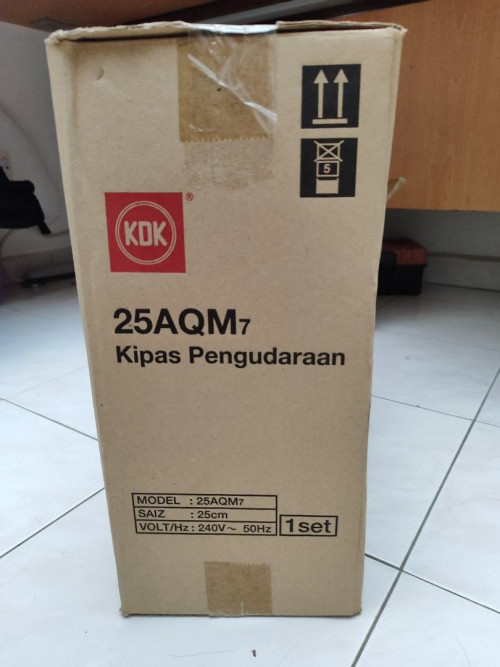 5
KDK ®
25AQM7
Kipas Pengudaraan
MODEL : 25AQM7
SAIZ : 25cm
VOLT/Hz : 240V～ 50Hz
1set